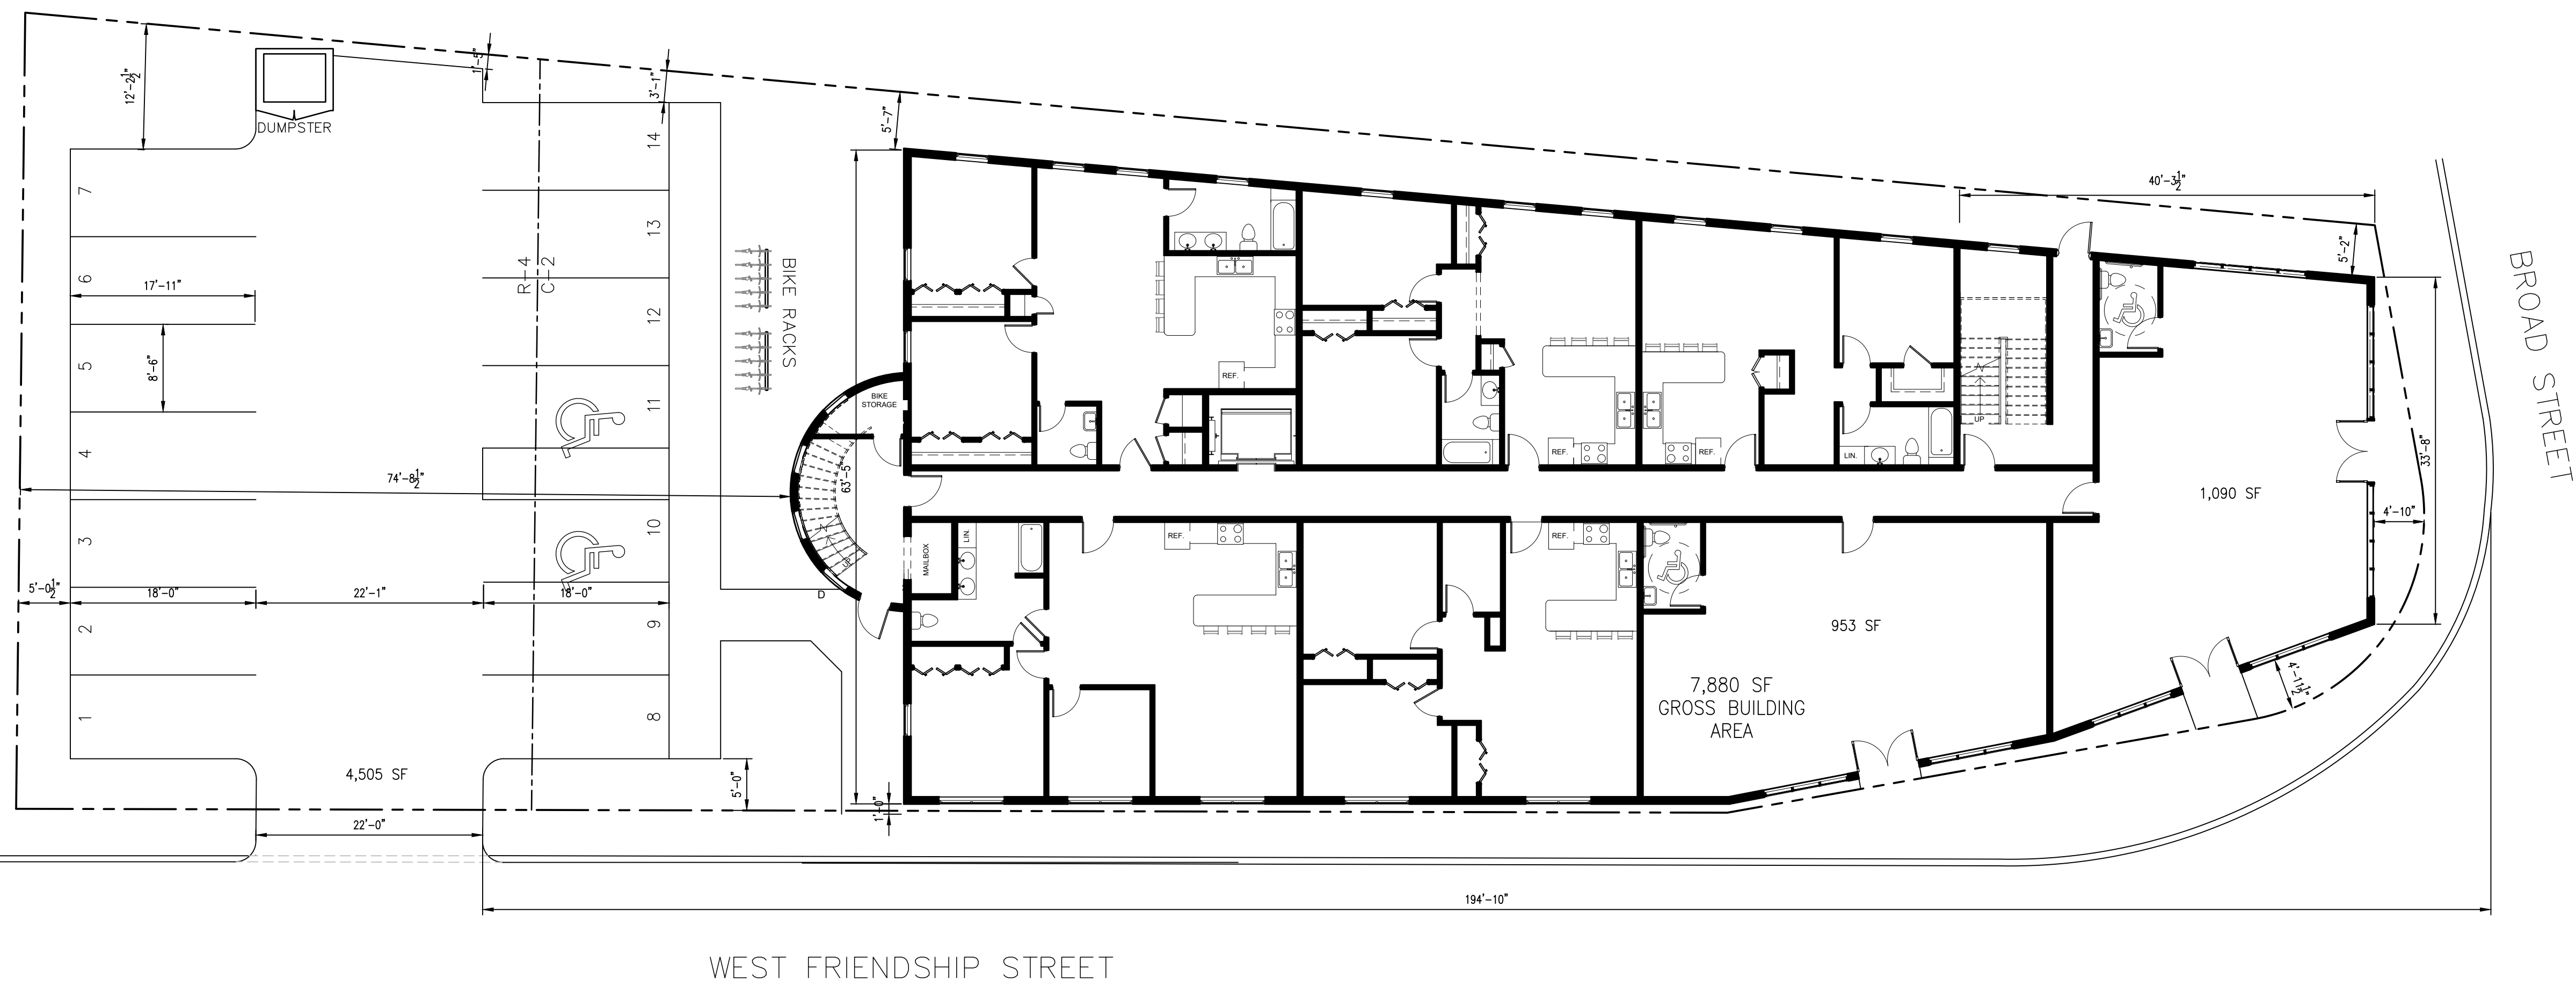 12'-2½"
1'-5"
3'-1"
5'-7"
DUMPSTER
14
7
13
40'-3½"
5'-2"
BROAD STREET
R-4
C-2
BIKE RACKS
6
17'-11"
12
5
8'-6"
11
REF.
BIKE
STORAGE
UP
4
74'-8½"
63'-5"
REF.
REF.
LIN.
33'-8"
1,090 SF
4'-10"
3
10
UP
MAILBOX
LIN.
REF.
REF.
5'-0½"
18'-0"
22'-1"
18'-0"
D
2
9
953 SF
4'-11½"
1
8
7,880 SF
GROSS BUILDING
AREA
4,505 SF
5'-0"
1'-0"
22'-0"
194'-10"
WEST FRIENDSHIP STREET